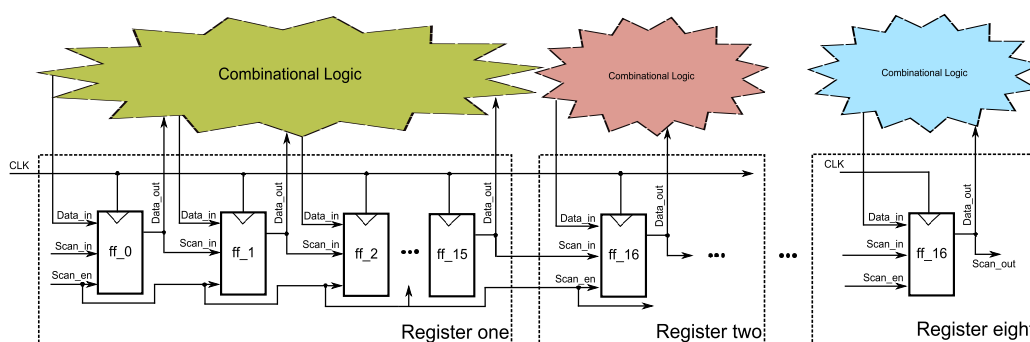 Combinational Logic
Combinational Logic
Combinational Logic
CLK
CLK
Data_out
Data_out
Data_out
Data_out
Data_out
Data_in
Data_in
Data_in
Data_in
Data_in
Scan_in
Scan_in
Scan_in
Scan_in
Scan_in
Scan_en
Scan_en
Scan_en
ff_0
ff_1
ff_2
ff_15
ff_16
ff_16
Scan_out
Register one
Register two
Register eight